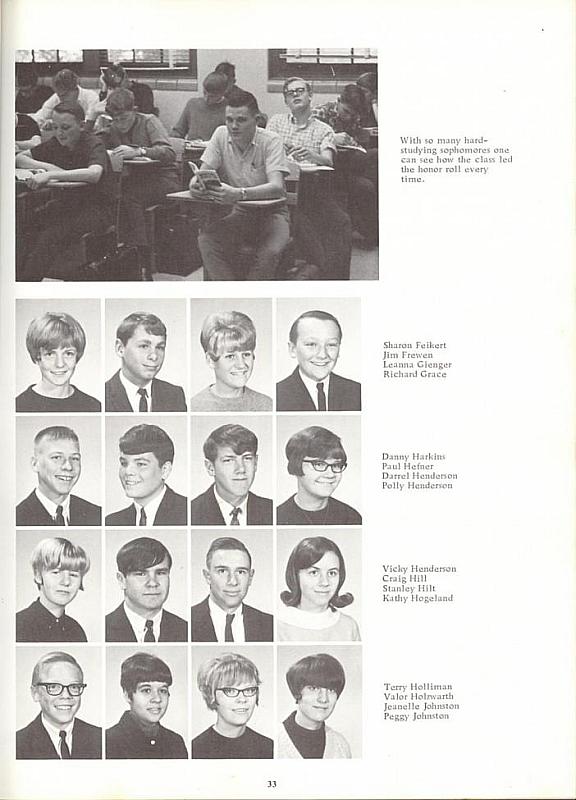 With so many hard-
studying sophomores one
can see how the class led
the honor roll every
time.
Sharon Feikert
Jim Frewen
Leanna Gienger
Richard Grace
Danny Harkins
Paul Hefner
Darrel Henderson
Polly Henderson
Vicky Henderson
Craig Hill
Stanley Hilt
Kathy Hogeland
Terry Holliman
Valor Holzwarth
Jeanelle Johnston
Peggy Johnston
33